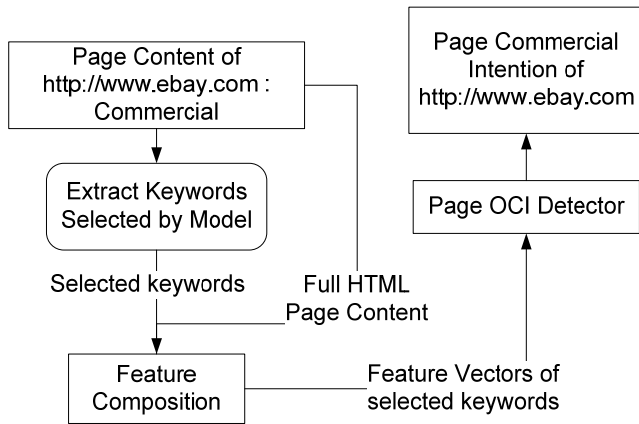 Page Content of
http://www.ebay.com :
Commercial
Extract Keywords
Selected by Model
Selected keywords
Full HTML
Page Content
Feature
Composition
Feature Vectors of
selected keywords
Page OCI Detector
Page Commercial
Intention of
http://www.ebay.com